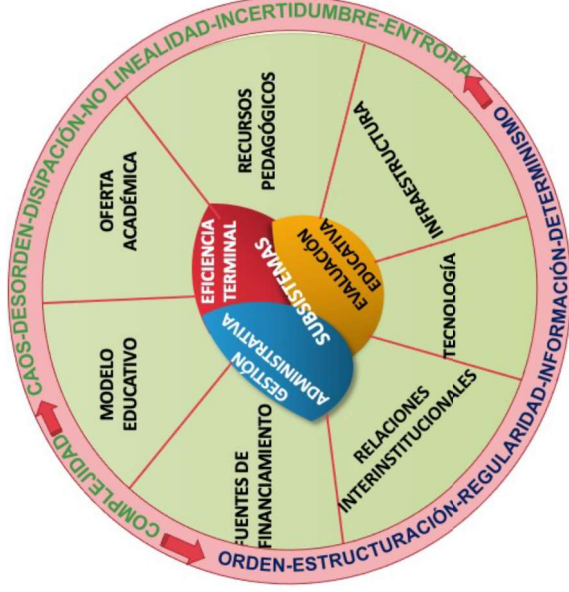 COMPLEJIDAD
CAOS-DESORDEN-DISIPACIÓN-NO LINEALIDAD-INCERTIDUMBRE-ENTROPÍA
ORDEN-ESTRUCTURACIÓN-REGULARIDAD-INFORMACIÓN-DETERMINISMO
MODELO
EDUCATIVO
OFERTA
ACADÉMICA
RECURSOS
PEDAGÓGICOS
INFRAESTRUCTURA
TECNOLOGÍA
RELACIONES
INTERINSTITUCIONALES
FUENTES DE
FINANCIAMIENTO
EFICIENCIA
TERMINAL
SUBSISTEMAS
EVALUACIÓN
EDUCATIVA
GESTIÓN
ADMINISTRATIVA